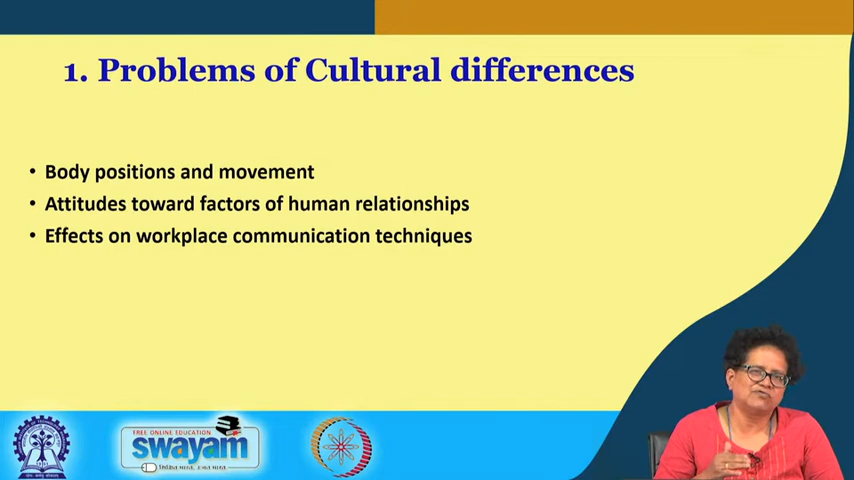 1. Problems of Cultural differences
• Body positions and movement
• Attitudes toward factors of human relationships
• Effects on workplace communication techniques
FREE ONLINE EDUCATION
swayam